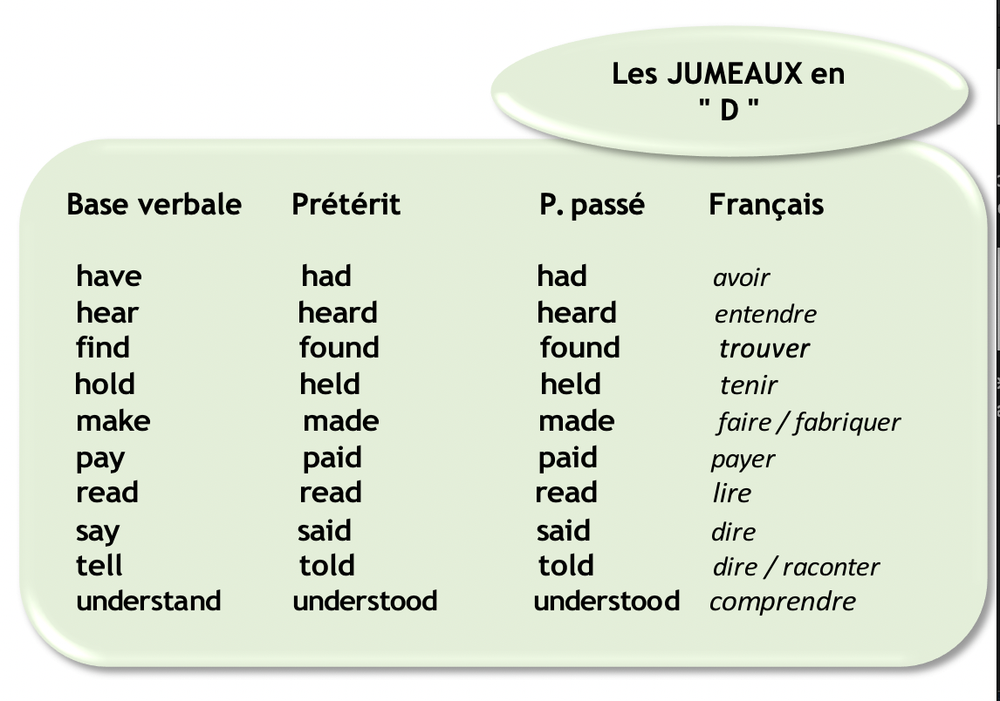 Les JUMEAUX en
" D "
Base verbale Prétérit P. passé Français
have had had avoir
hear heard heard entendre
find found found trouver
hold held held tenir
make made made faire / fabriquer
pay paid paid payer
read read read lire
say said said dire
tell told told dire / raconter
understand understood understood comprendre